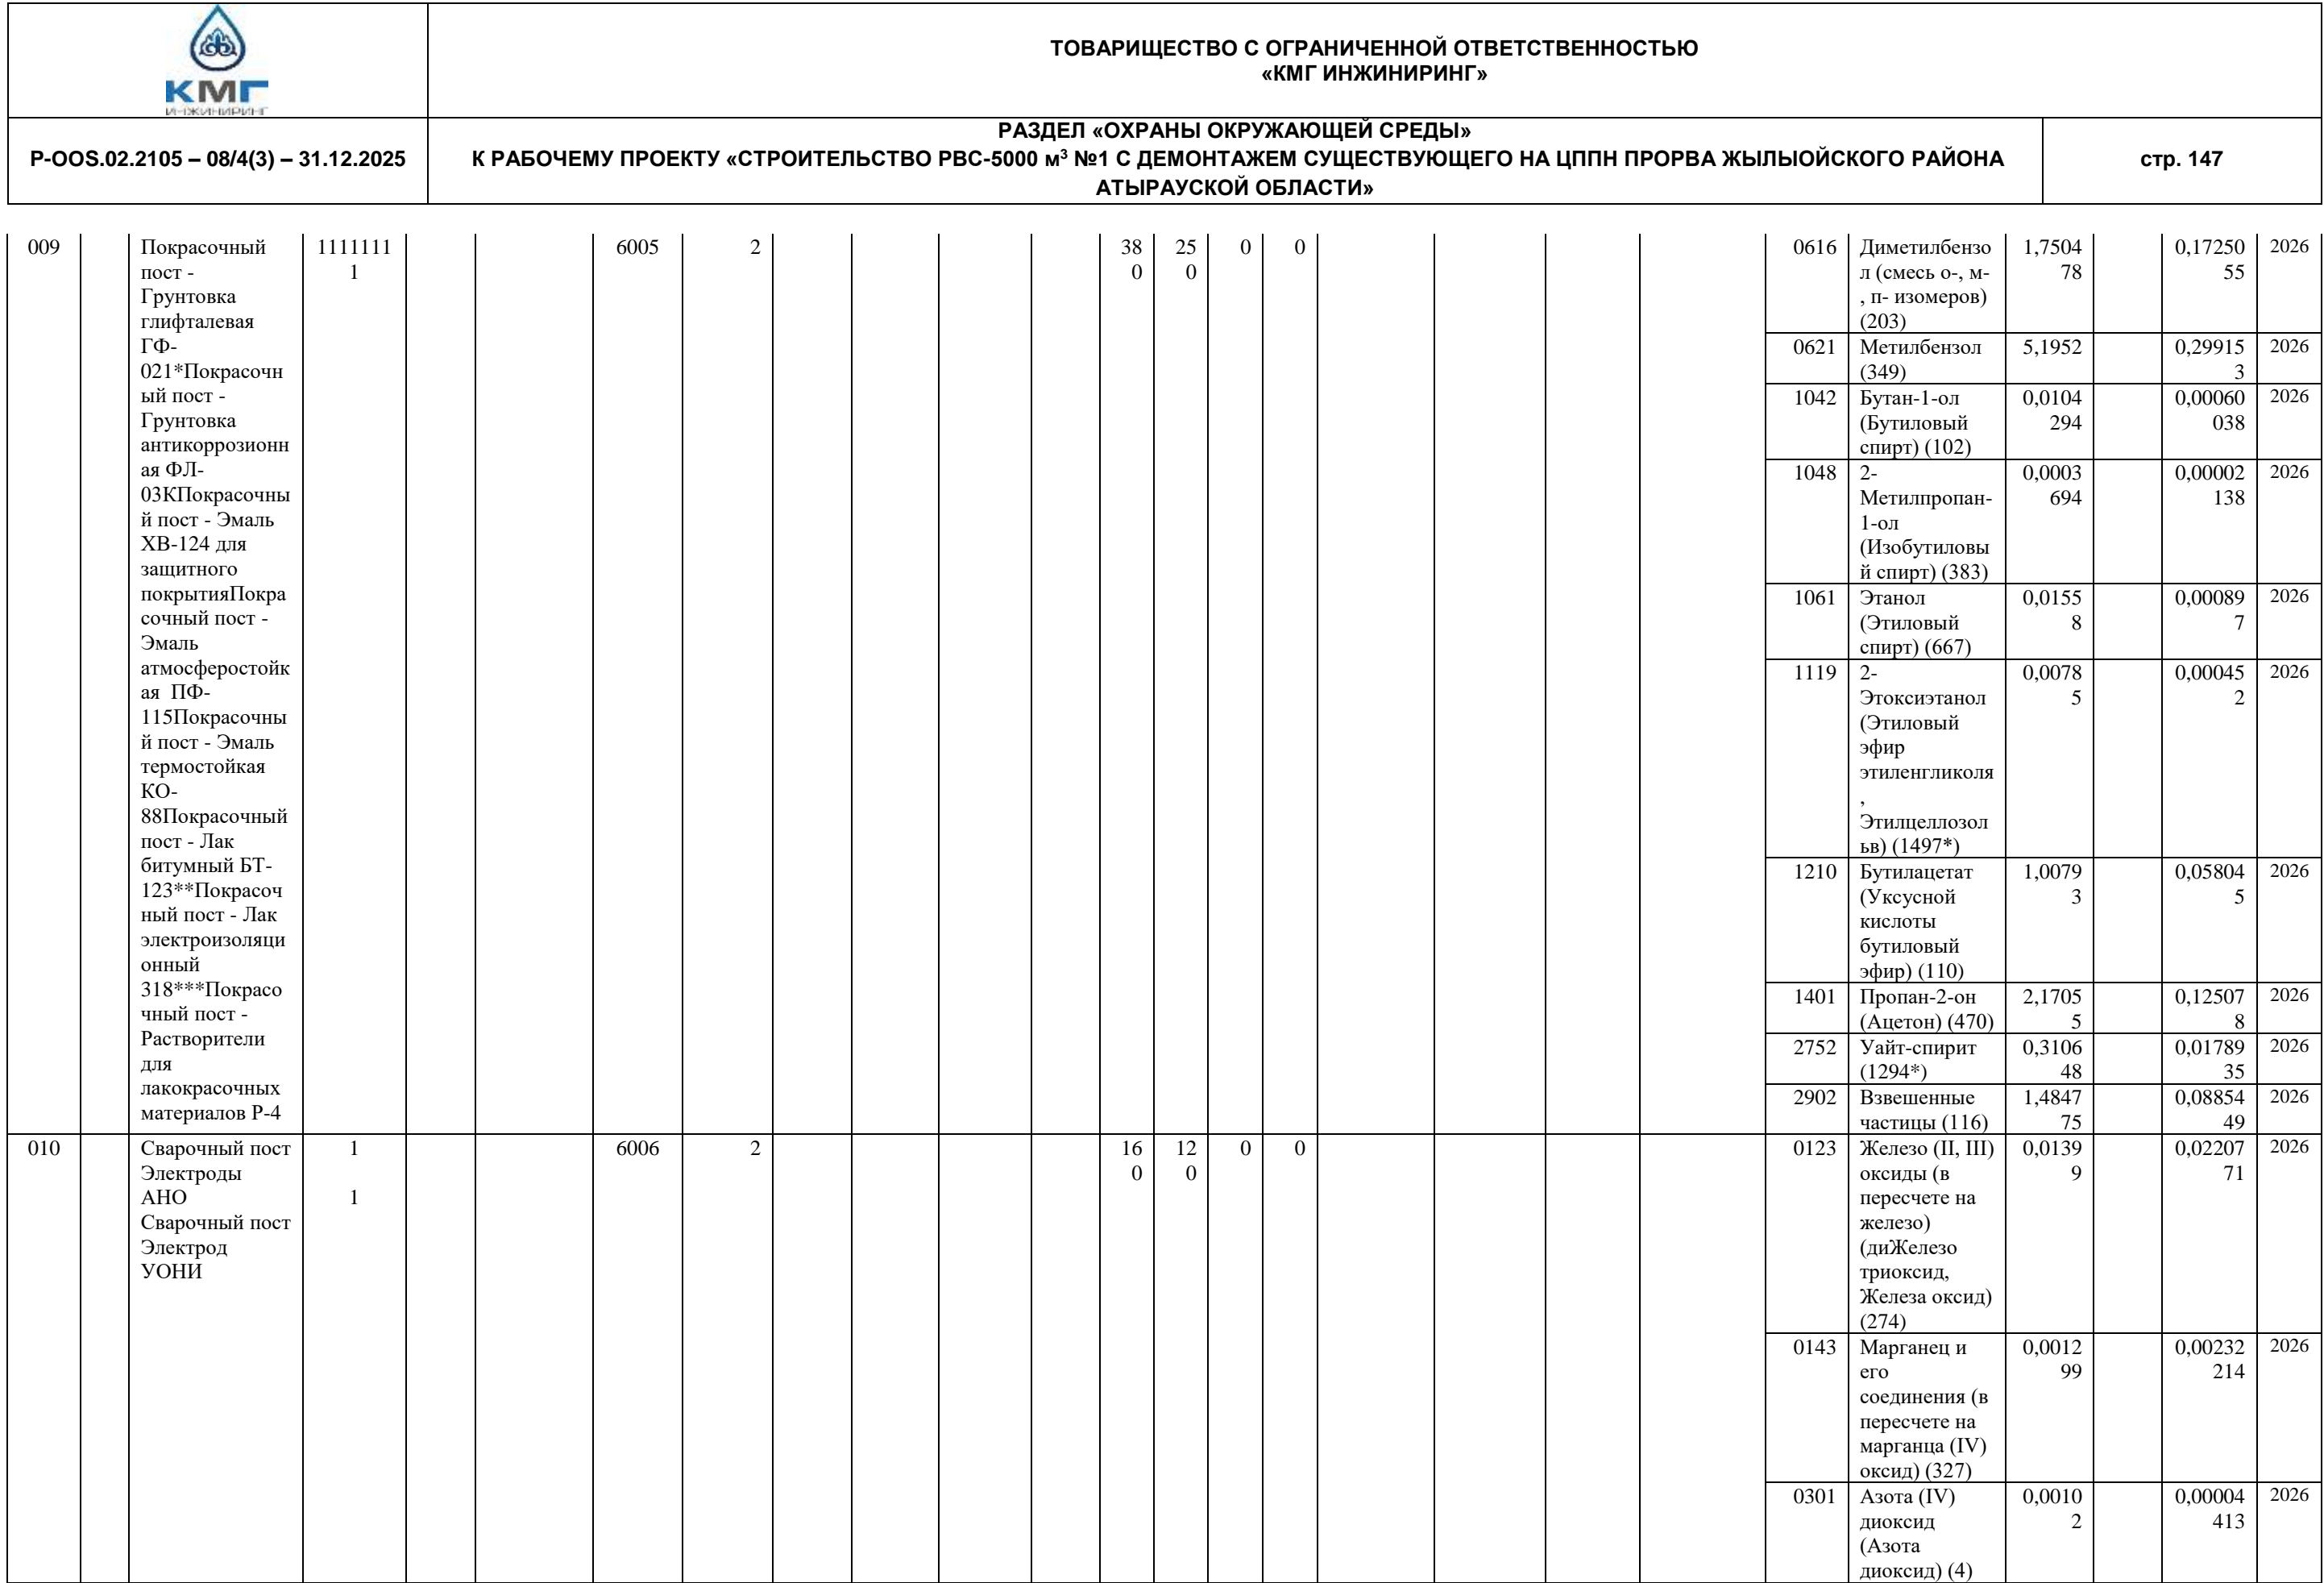 КМГ
ИНЖИНИРИНГ
ТОВАРИЩЕСТВО С ОГРАНИЧЕННОЙ ОТВЕТСТВЕННОСТЬЮ
«КМГ ИНЖИНИРИНГ»
P-OOS.02.2105 – 08/4(3) – 31.12.2025
РАЗДЕЛ «ОХРАНЫ ОКРУЖАЮЩЕЙ СРЕДЫ»
К РАБОЧЕМУ ПРОЕКТУ «СТРОИТЕЛЬСТВО РВС-5000 м³ №1 С ДЕМОНТАЖЕМ СУЩЕСТВУЮЩЕГО НА ЦППН ПРОРВА ЖЫЛЫОЙСКОГО РАЙОНА
АТЫРАУСКОЙ ОБЛАСТИ»
стр. 147
009
Покрасочный
пост -
Грунтовка
глифталевая
ГФ-
021*Покрасочн
ый пост -
Грунтовка
антикоррозионн
ая ФЛ-
03КПокрасочны
й пост - Эмаль
ХВ-124 для
защитного
покрытияПокра
сочный пост -
Эмаль
атмосферостойк
ая  ПФ-
115Покрасочны
й пост - Эмаль
термостойкая
КО-
88Покрасочный
пост - Лак
битумный БТ-
123**Покрасоч
ный пост - Лак
электроизоляци
онный
318***Покрасо
чный пост -
Растворители
для
лакокрасочных
материалов Р-4
1111111
1
6005
2
38
0
25
0
0
0
0616
Диметилбензо
л (смесь о-, м-
, п- изомеров)
(203)
1,7504
78
0,17250
55
2026
0621
Метилбензол
(349)
5,1952
0,29915
3
2026
1042
Бутан-1-ол
(Бутиловый
спирт) (102)
0,0104
294
0,00060
038
2026
1048
2-
Метилпропан-
1-ол
(Изобутиловы
й спирт) (383)
0,0003
694
0,00002
138
2026
1061
Этанол
(Этиловый
спирт) (667)
0,0155
8
0,00089
7
2026
1119
2-
Этоксиэтанол
(Этиловый
эфир
этиленгликоля
,
Этилцеллозол
ьв) (1497*)
0,0078
5
0,00045
2
2026
1210
Бутилацетат
(Уксусной
кислоты
бутиловый
эфир) (110)
1,0079
3
0,05804
5
2026
1401
Пропан-2-он
(Ацетон) (470)
2,1705
5
0,12507
8
2026
2752
Уайт-спирит
(1294*)
0,3106
48
0,01789
35
2026
2902
Взвешенные
частицы (116)
1,4847
75
0,08854
49
2026
010
Сварочный пост
Электроды
АНО
Сварочный пост
Электрод
УОНИ
1
1
6006
2
16
0
12
0
0
0
0123
Железо (II, III)
оксиды (в
пересчете на
железо)
(диЖелезо
триоксид,
Железа оксид)
(274)
0,0139
9
0,02207
71
2026
0143
Марганец и
его
соединения (в
пересчете на
марганца (IV)
оксид) (327)
0,0012
99
0,00232
214
2026
0301
Азота (IV)
диоксид
(Азота
диоксид) (4)
0,0010
2
0,00004
413
2026